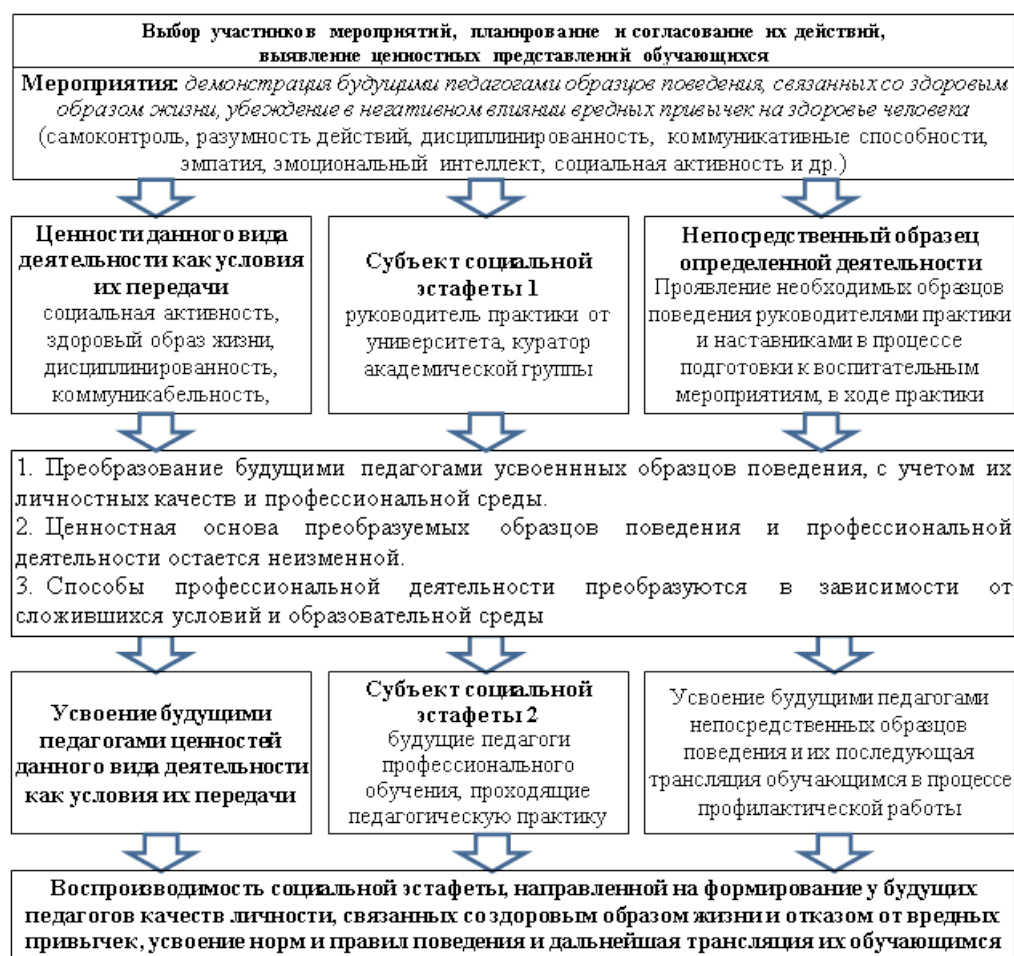 Выбор участников мероприятий, планирование и согласование их действий,
выявление ценностных представлений обучающихся
Мероприятия: демонстрация будущими педагогами образцов поведения, связанных со здоровым
образом жизни, убеждение в негативном влиянии вредных привычек на здоровье человека
(самоконтроль, разумность действий, дисциплинированность, коммуникативные способности,
эмпатия, эмоциональный интеллект, социальная активность и др.)
Ценности данного вида
деятельности как условия
их передачи
социальная активность,
здоровый образ жизни,
дисциплинированность,
коммуникабельность,
Субъект социальной
эстафеты 1
руководитель практики от
университета, куратор
академической группы
Непосредственный образец
определенной деятельности
Проявление необходимых образцов
поведения руководителями практики
и наставниками в процессе
подготовки к воспитательным
мероприятиям, в ходе практики
1. Преобразование будущими педагогами усвоеннных образцов поведения, с учетом их
личностных качеств и профессиональной среды.
2. Ценностная основа преобразуемых образцов поведения и профессиональной
деятельности остается неизменной.
3. Способы профессиональной деятельности преобразуются в зависимости от
сложившихся условий и образовательной среды
Усвоение будущими
педагогами ценностей
данного вида деятельности
как условия их передачи
Субъект социальной
эстафеты 2
будущие педагоги
профессионального
обучения, проходящие
педагогическую практику
Усвоение будущими педагогами
непосредственных образцов
поведения и их последующая
трансляция обучающимся в процессе
профилактической работы
Воспроизводимость социальной эстафеты, направленной на формирование у будущих
педагогов качеств личности, связанных со здоровым образом жизни и отказом от вредных
привычек, усвоение норм и правил поведения и дальнейшая трансляция их обучающимся